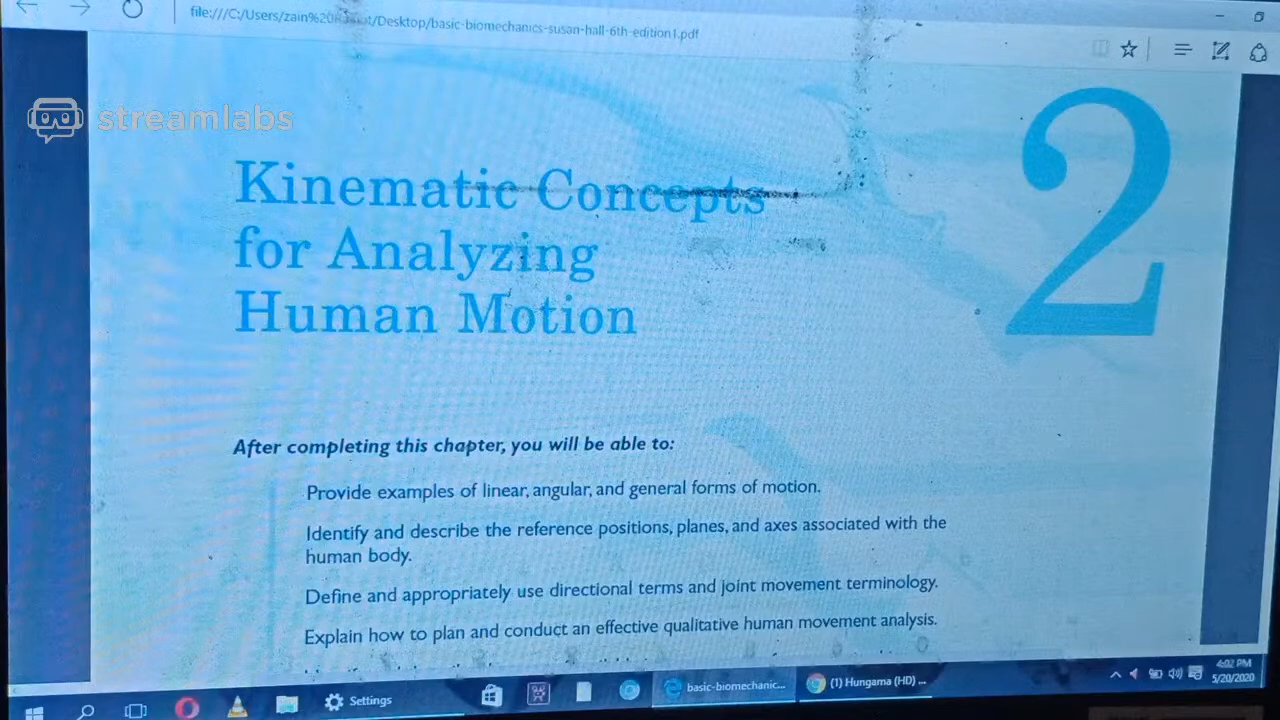 file:///C:/Users/zain%20
/Desktop/basic-biomechanics-susan-hall-6th-edition1.pdf
streamlabs
2
Kinematic Concepts
for Analyzing
Human Motion
After completing this chapter, you will be able to:
Provide examples of linear, angular, and general forms of motion.
Identify and describe the reference positions, planes, and axes associated with the
human body.
Define and appropriately use directional terms and joint movement terminology.
Explain how to plan and conduct an effective qualitative human movement analysis.
Settings
basic-biomechanic...
(1) Hungama (HD) ...
4:02 PM
5/20/2020